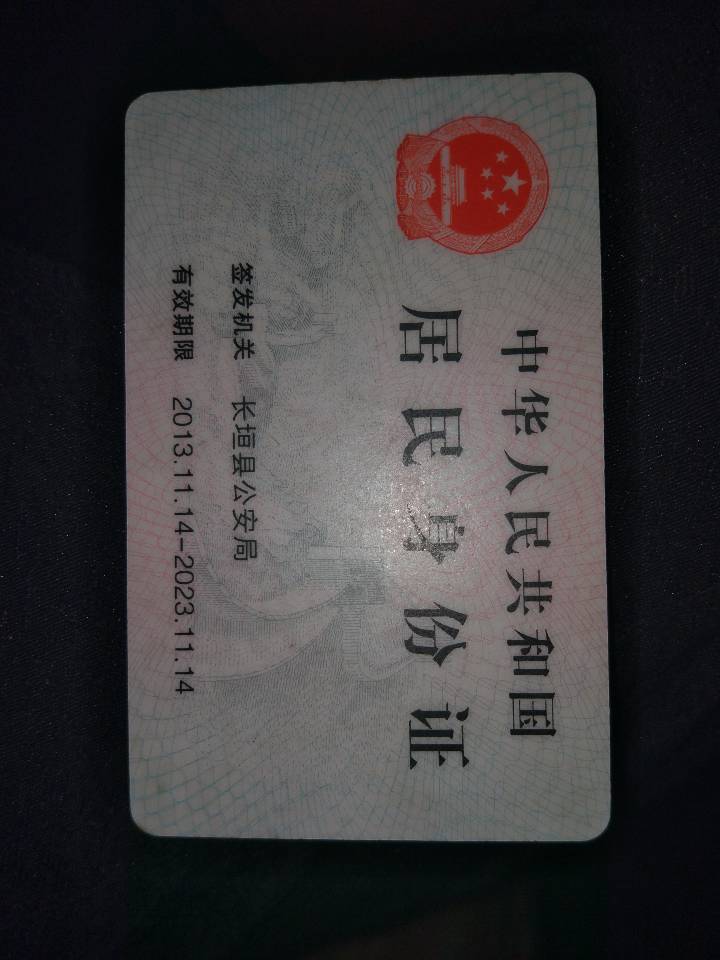 中华人民共和国
居民身份证
签发机关 长垣县公安局
有效期限 2013.11.14-2023.11.14